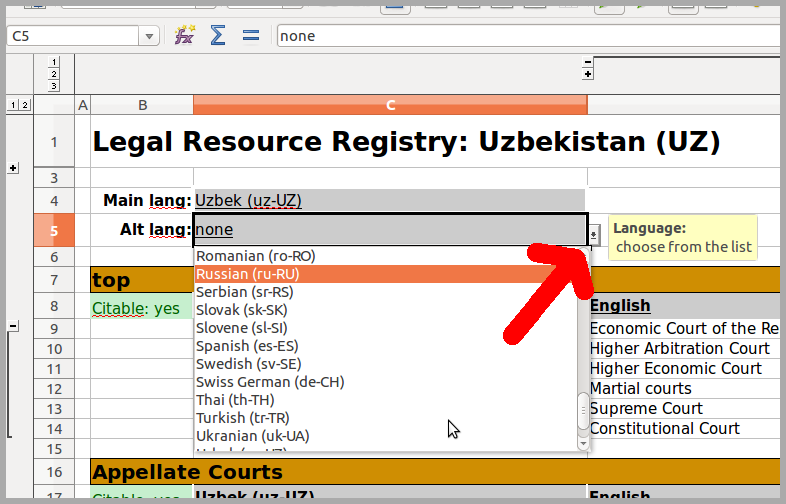 C5
none
1
2
3
1 2
A B C
1
Legal Resource Registry: Uzbekistan (UZ)
3
4 Main lang: Uzbek (uz-UZ)
5 Alt lang: none
Language:
choose from the list
6 Romanian (ro-RO)
7 top Russian (ru-RU)
Serbian (sr-RS)
8 Citable: yes Slovak (sk-SK) English
9 Slovene (sl-SI) Economic Court of the Re
10 Spanish (es-ES) Higher Arbitration Court
11 Swedish (sv-SE) Higher Economic Court
12 Swiss German (de-CH) Martial courts
13 Thai (th-TH) Supreme Court
14 Turkish (tr-TR) Constitutional Court
15 Ukranian (uk-UA)
16 Appellate Courts
17 Citable: yes Uzbek (uz-UZ) English